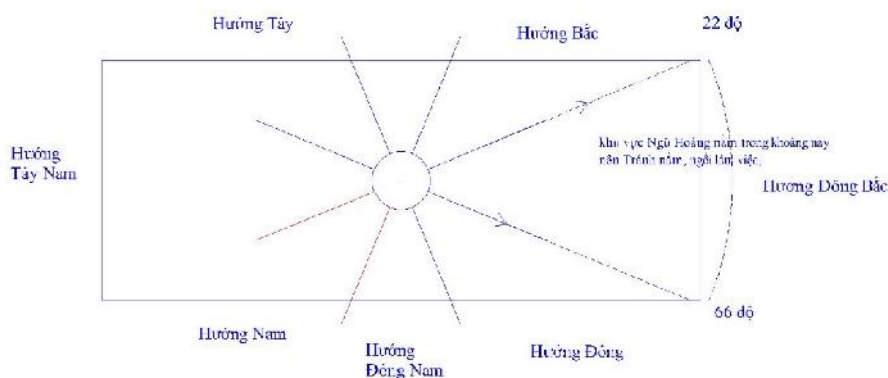 Hướng Tây
Hướng Bắc
22 độ
khu vực Ngũ Hoàng nằm trong khoảng này
nên Tránh nằm, ngồi làm việc.
Hướng
Tây Nam
Hương Đông Bắc
66 độ
Hướng Nam
Hướng
Đông Nam
Hướng Đông